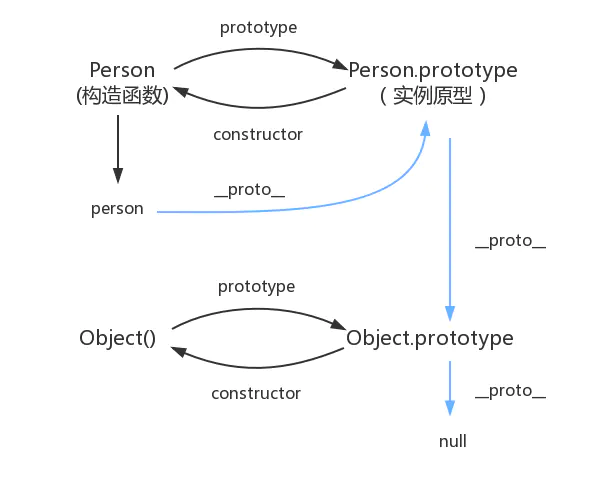 prototype
Person
(构造函数)
Person.prototype
(实例原型)
constructor
__proto__
person
__proto__
prototype
Object()
Object.prototype
constructor
__proto__
null